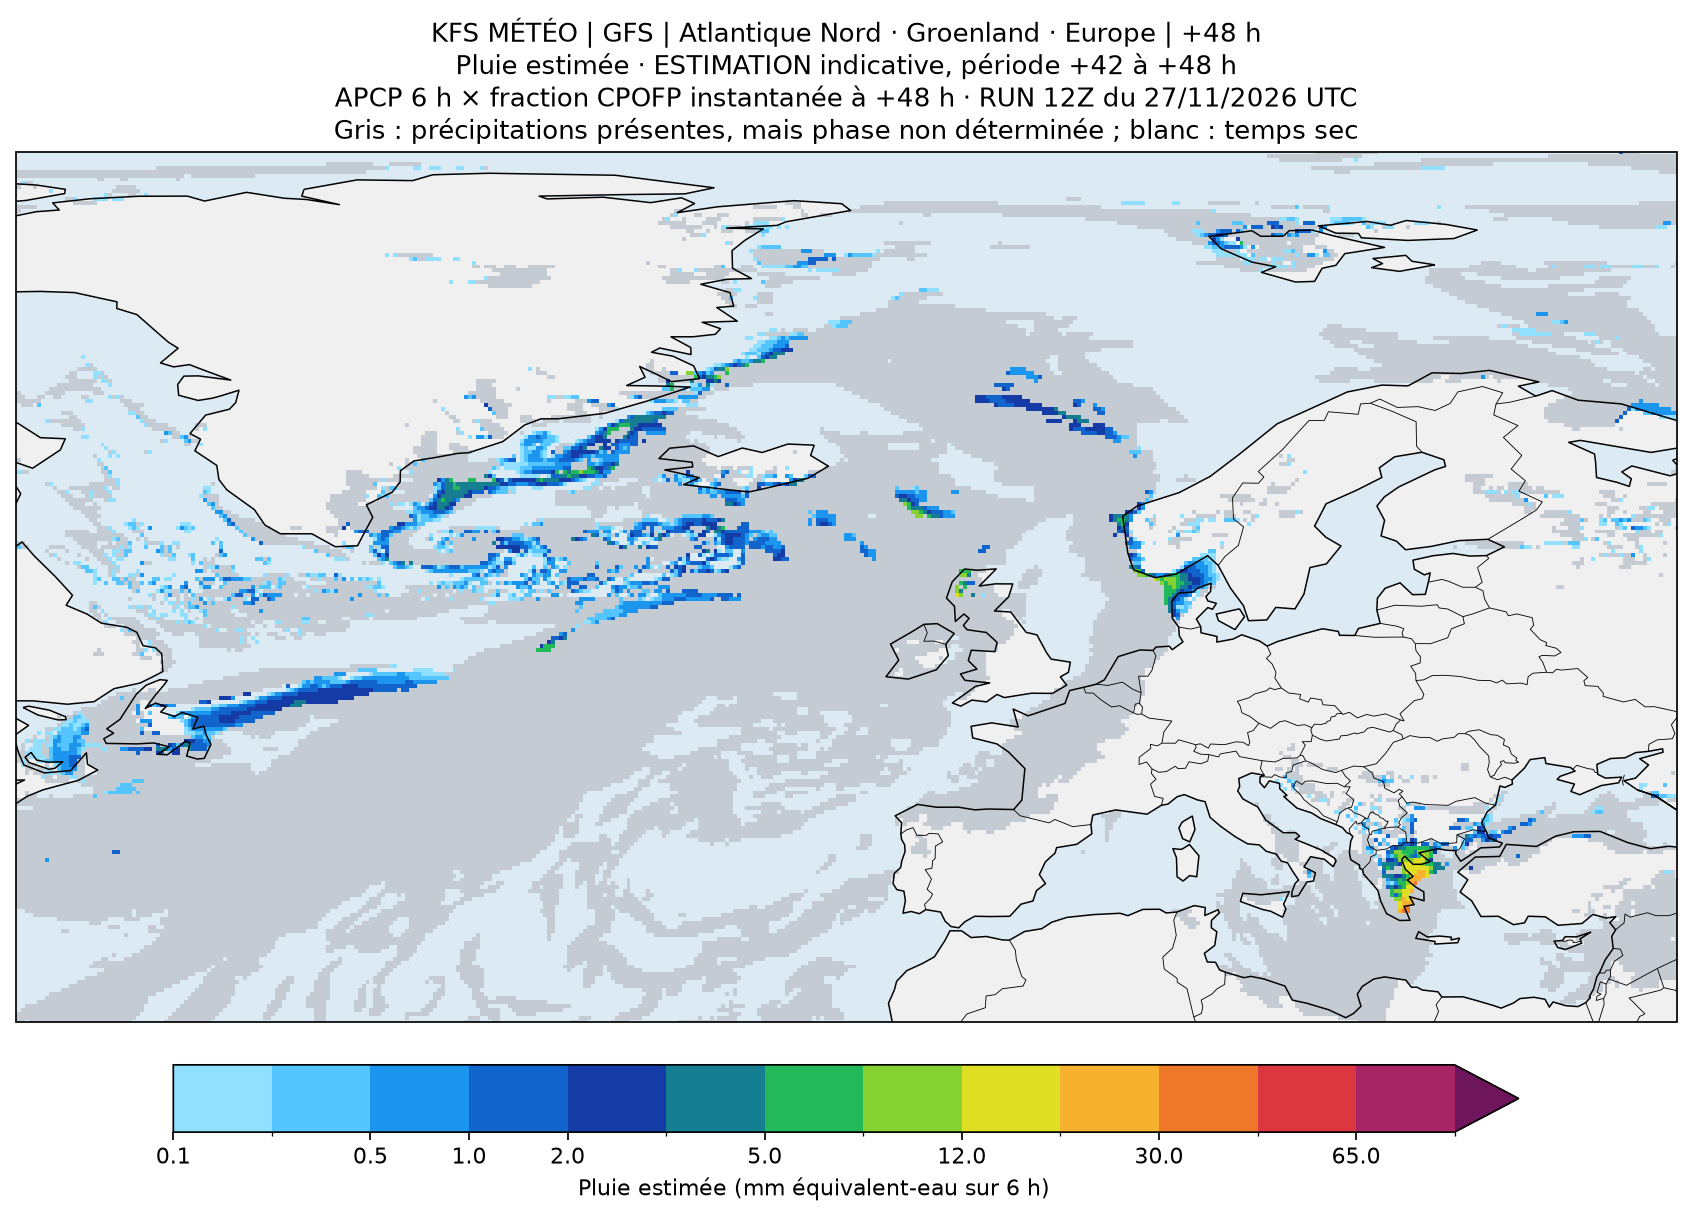 KFS MÉTÉO | GFS | Atlantique Nord · Groenland · Europe | +48 h
Pluie estimée · ESTIMATION indicative, période +42 à +48 h
APCP 6 h × fraction CPOFP instantanée à +48 h · RUN 12Z du 27/11/2026 UTC
Gris : précipitations présentes, mais phase non déterminée ; blanc : temps sec
0.1 0.5 1.0 2.0 5.0 12.0 30.0 65.0
Pluie estimée (mm équivalent-eau sur 6 h)